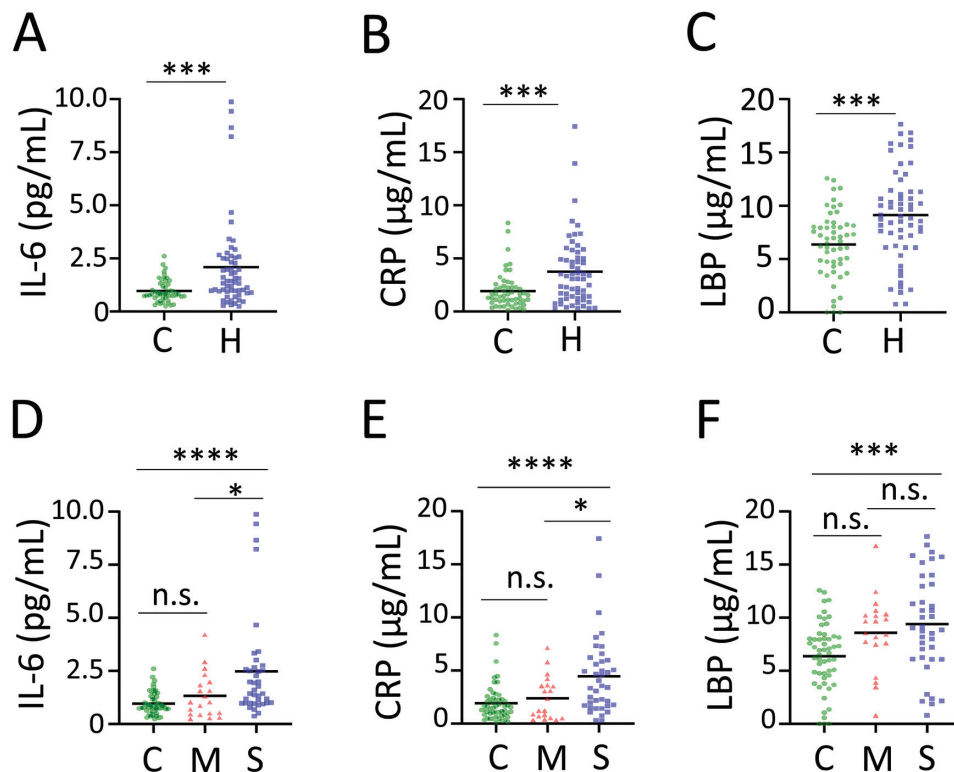 A
***
IL-6 (pg/mL)
10.0
7.5
5.0
2.5
0
C H
B
***
CRP (µg/mL)
20
15
10
5
0
C H
C
***
LBP (µg/mL)
20
15
10
5
0
C H
D
****
*
n.s.
IL-6 (pg/mL)
10.0
7.5
5.0
2.5
0
C M S
E
****
*
n.s.
CRP (µg/mL)
20
15
10
5
0
C M S
F
***
n.s.
n.s.
LBP (µg/mL)
20
15
10
5
0
C M S